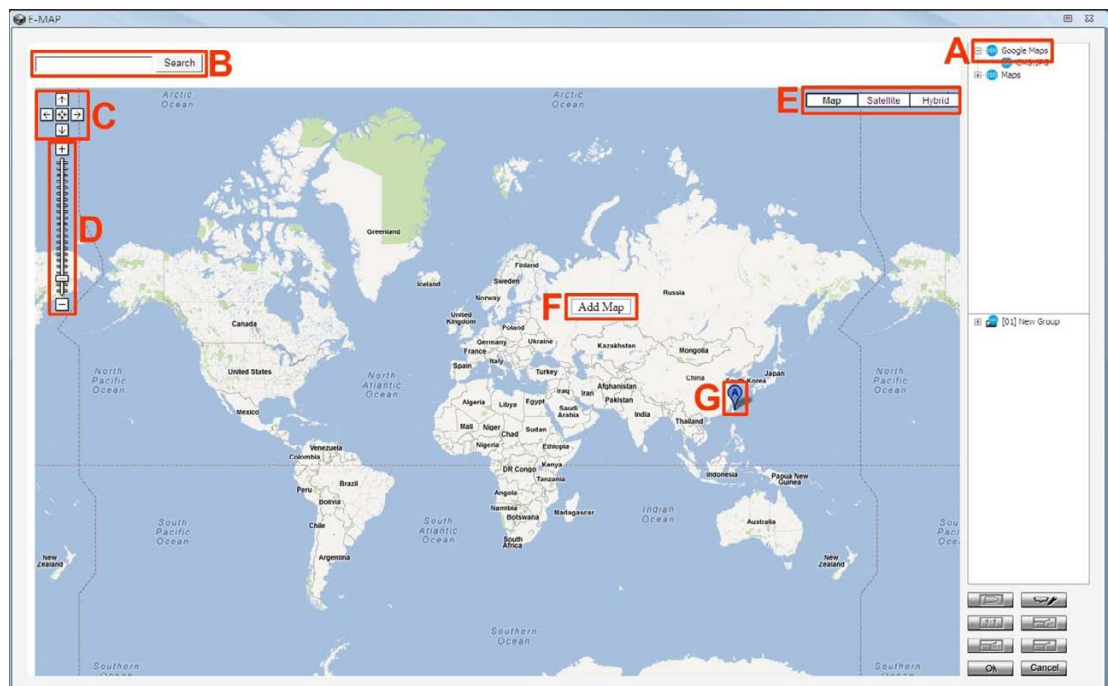 E-MAP
Search
B
A
Google Maps
Maps
C
E
Map Satellite Hybrid
D
F
Add Map
G
A
[01] New Group
Arctic
Ocean
Arctic
Ocean
Greenland
Iceland
Finland
Sweden
Norway
Russia
United
Kingdom
Poland
Germany
Ukraine
France
Kazakhstan
Mongolia
Spain
Italy
Turkey
China
South Korea
Japan
Canada
United States
North
Pacific
Ocean
North
Atlantic
Ocean
North
Pacific
Ocean
Mexico
Algeria
Libya
Egypt
Iraq
Iran
Afghanistan
Pakistan
Saudi
Arabia
India
Thailand
Mali
Niger
Chad
Sudan
Nigeria
Ethiopia
Venezuela
Colombia
DR Congo
Kenya
Tanzania
Indonesia
Papua New
Guinea
Peru
Brazil
Bolivia
Angola
Namibia
Botswana
Madagascar
Indian
Ocean
Australia
South
Pacific
Ocean
Chile
South
Atlantic
Ocean
South
Africa
Argentina
New
Zealand
New
Zealand
Southern
Ocean
Southern
Ocean
Southern
Ocean
Ok Cancel